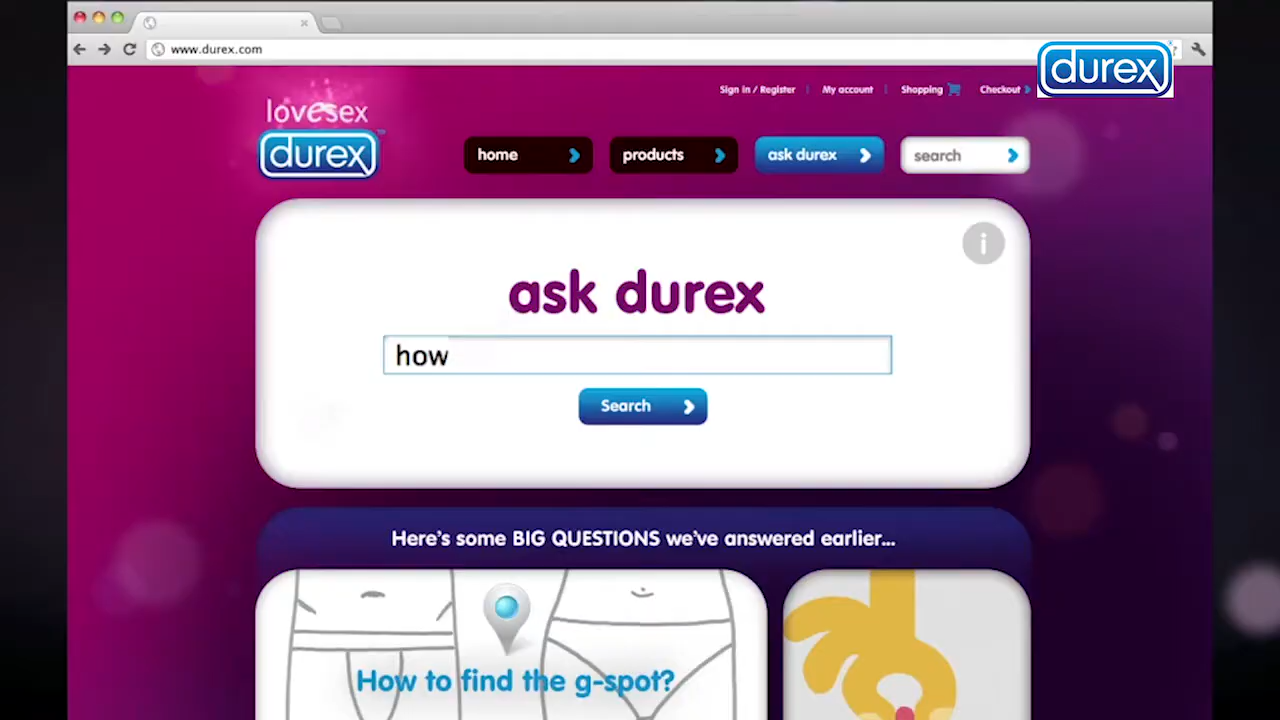 www.durex.com
durex
Sign in / Register
My account
Shopping
Checkout
lovesex
durex
home
products
ask durex
search
i
ask durex
how
Search
Here's some BIG QUESTIONS we've answered earlier...
How to find the g-spot?